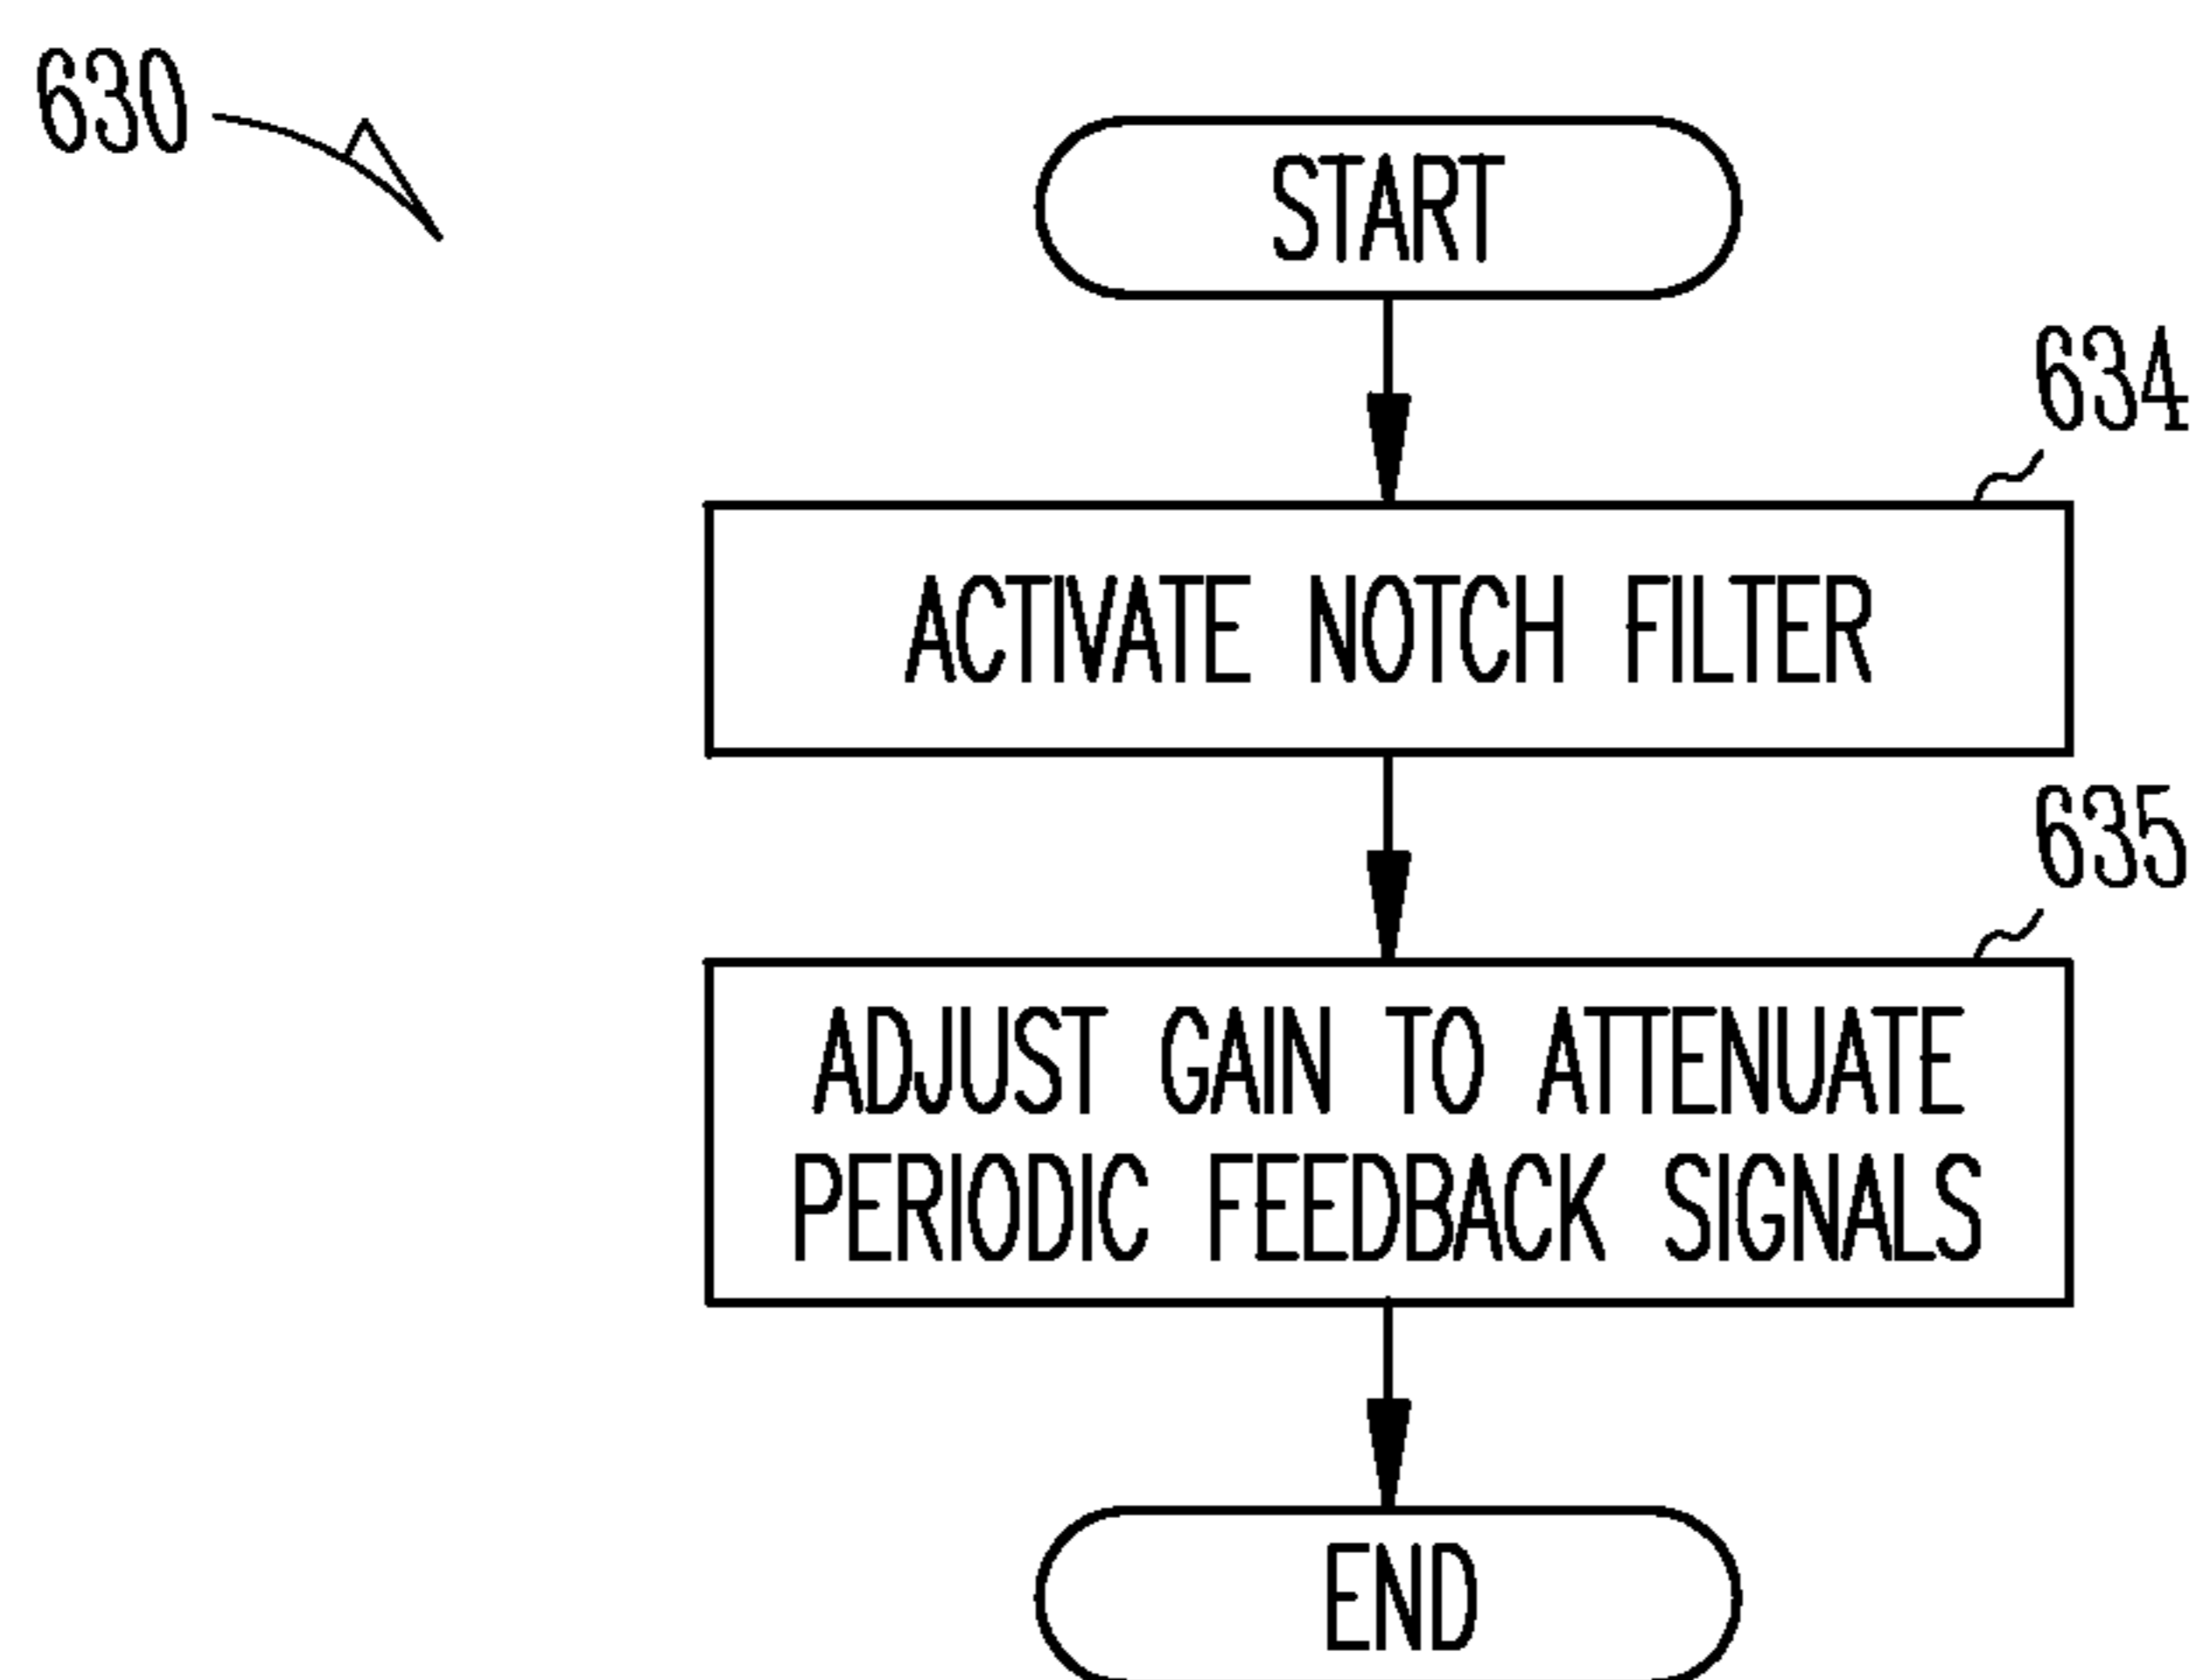 630
START
634
ACTIVATE NOTCH FILTER
635
ADJUST GAIN TO ATTENUATE
PERIODIC FEEDBACK SIGNALS
END